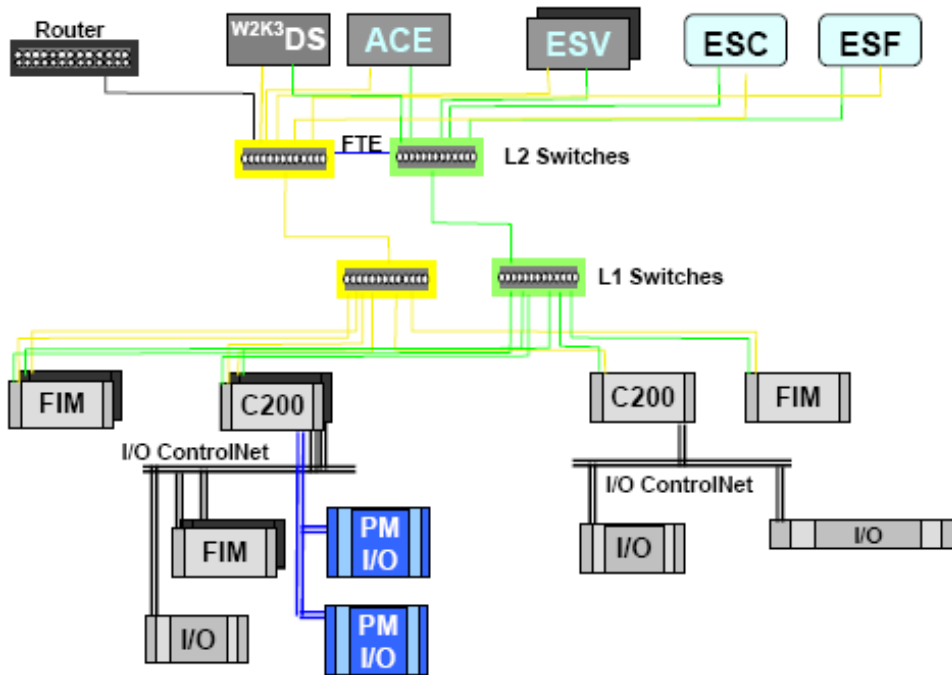 Router
W2K3DS
ACE
ESV
ESC
ESF
FTE
L2 Switches
L1 Switches
FIM
C200
C200
FIM
I/O ControlNet
I/O ControlNet
PM
I/O
FIM
I/O
I/O
I/O
PM
I/O